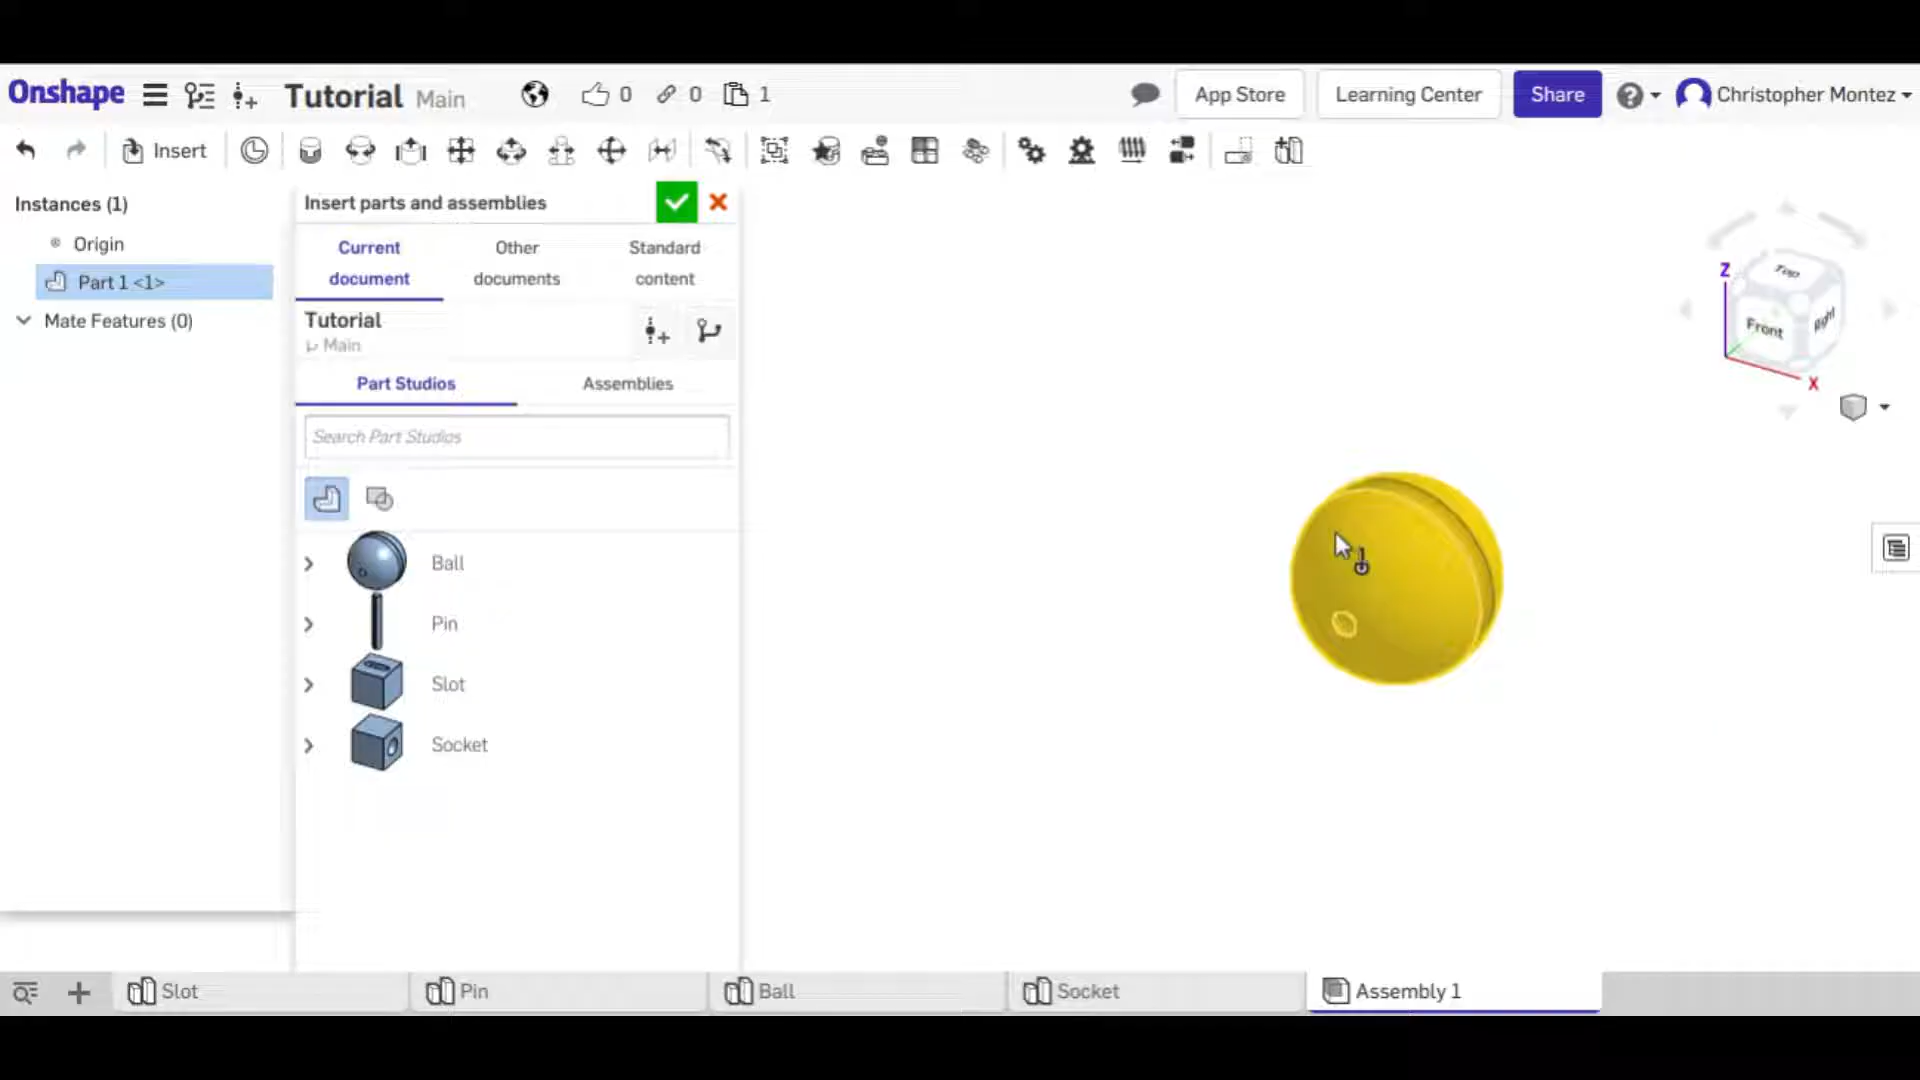 Onshape Tutorial Main 0 0 1 App Store Learning Center Share Christopher Montez
Insert
Instances (1)
Origin
Part 1 <1>
Mate Features (0)
Insert parts and assemblies
Current document
Other documents
Standard content
Tutorial
Main
Part Studios Assemblies
Search Part Studios
Ball
Pin
Slot
Socket
Z
Top
Front
Right
X
1
Slot Pin Ball Socket Assembly 1